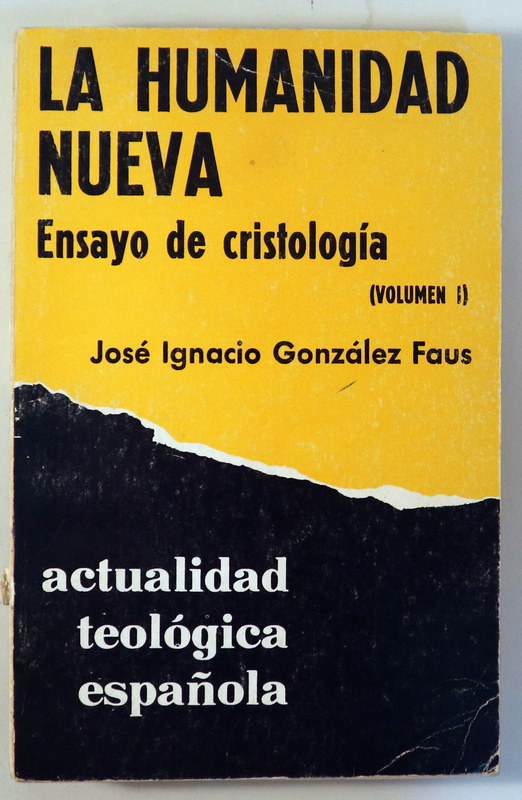 LA HUMANIDAD
NUEVA
Ensayo de cristología
(VOLUMEN I)
José Ignacio González Faus
actualidad
teológica
española